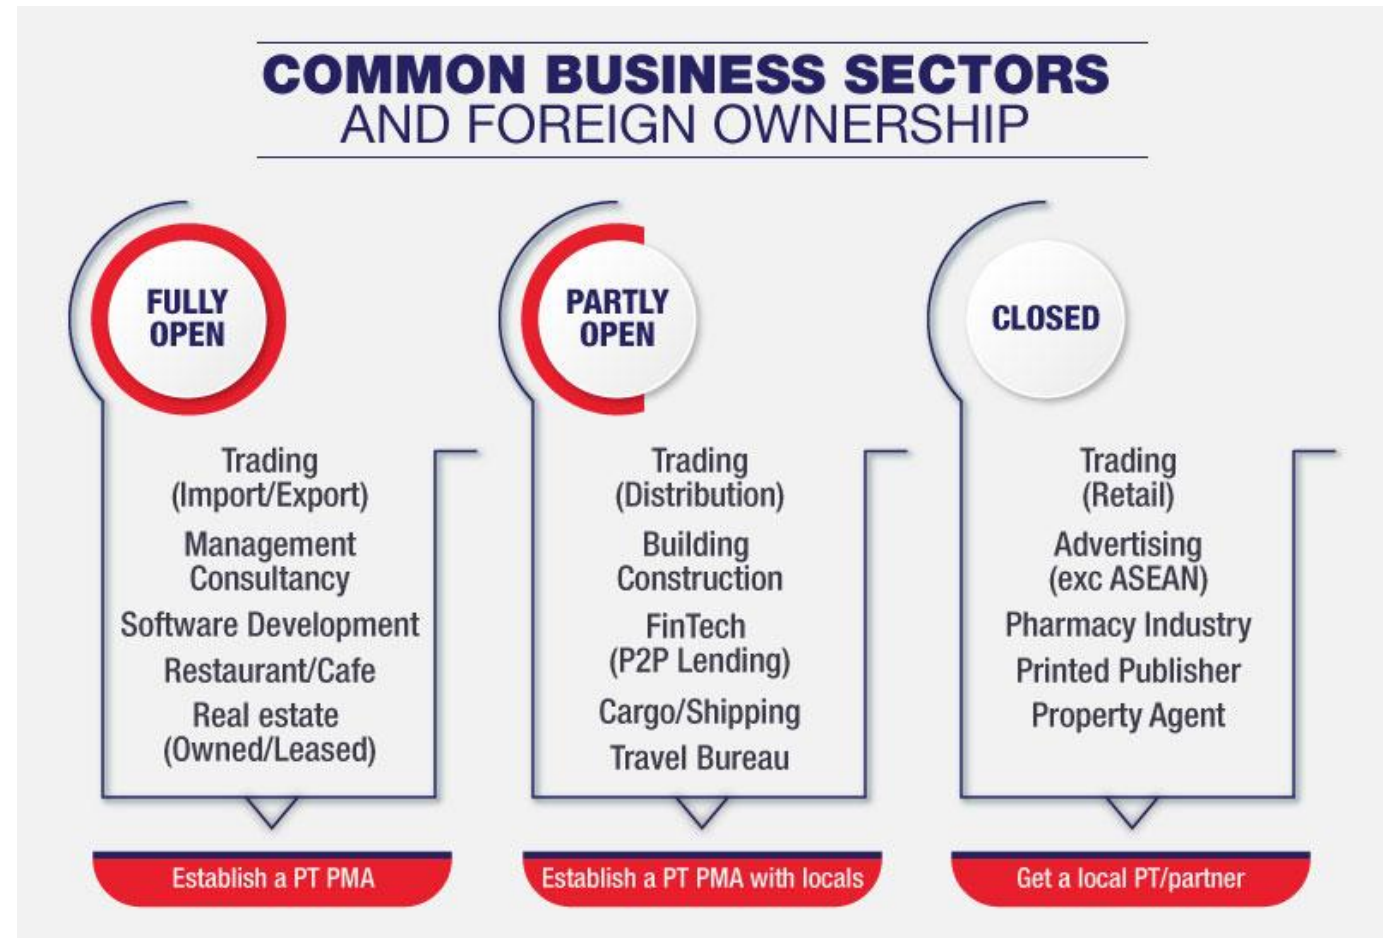 COMMON BUSINESS SECTORS
AND FOREIGN OWNERSHIP
FULLY
OPEN
Trading
(Import/Export)
Management
Consultancy
Software Development
Restaurant/Cafe
Real estate
(Owned/Leased)
Establish a PT PMA
PARTLY
OPEN
Trading
(Distribution)
Building
Construction
FinTech
(P2P Lending)
Cargo/Shipping
Travel Bureau
Establish a PT PMA with locals
CLOSED
Trading
(Retail)
Advertising
(exc ASEAN)
Pharmacy Industry
Printed Publisher
Property Agent
Get a local PT/partner